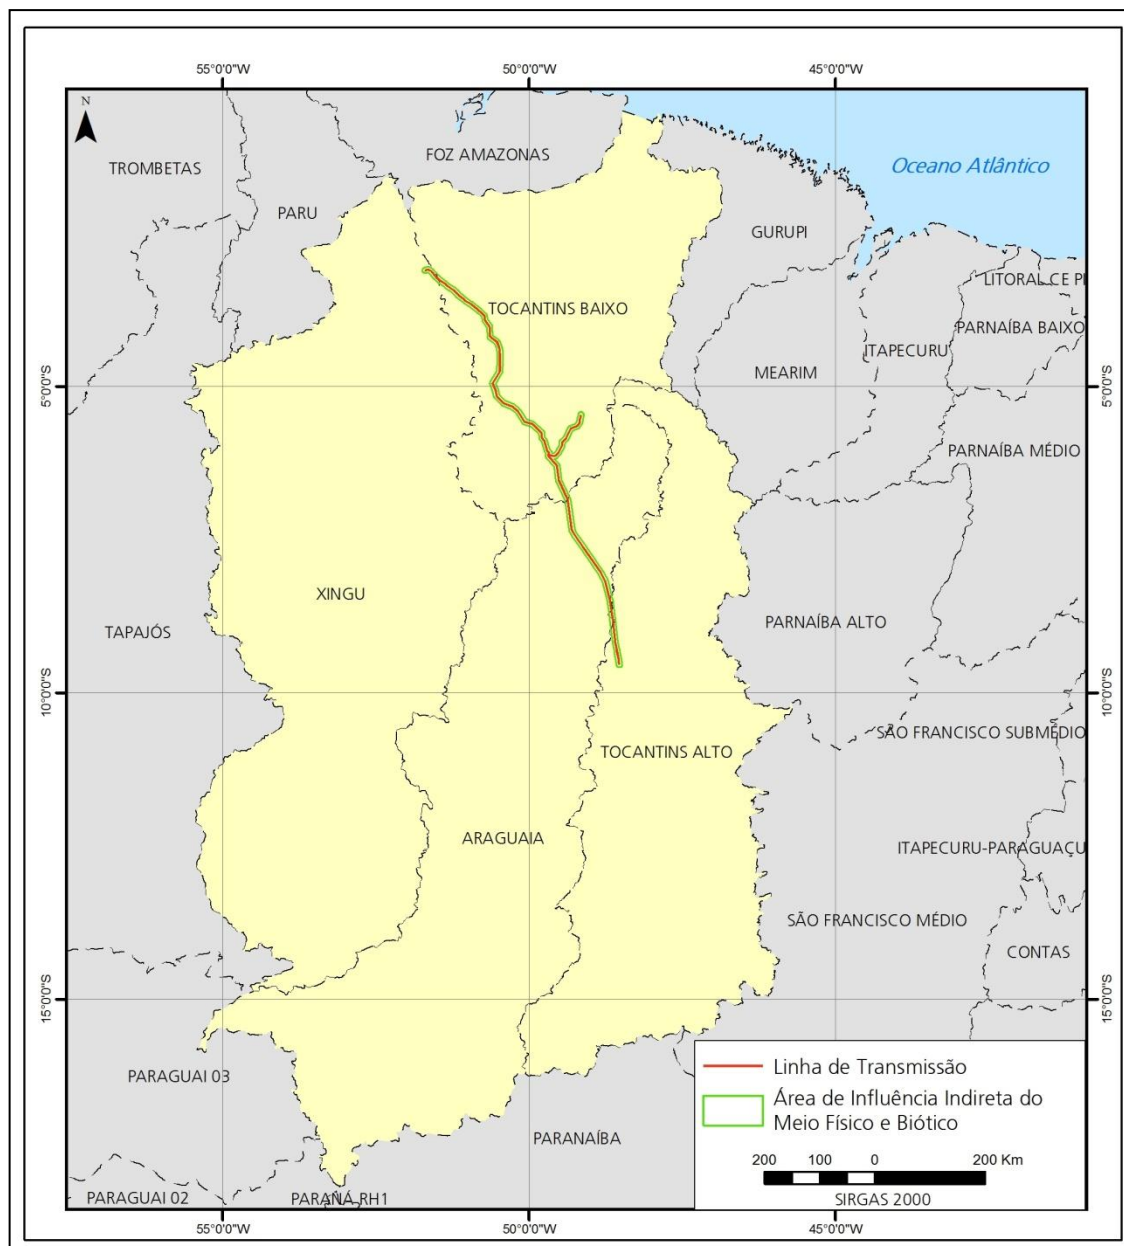 55°0'0"W
50°0'0"W
45°0'0"W
N
TROMBETAS
FOZ AMAZONAS
Oceano Atlântico
PARU
GURUPI
LITORAL CE PI
TOCANTINS BAIXO
PARNAÍBA BAIXO
ITAPECURU
MEARIM
5°0'0"S
5°0'0"S
PARNAÍBA MÉDIO
XINGU
TAPAJÓS
PARNAÍBA ALTO
10°0'0"S
10°0'0"S
SÃO FRANCISCO SUBMÉDIO
TOCANTINS ALTO
ARAGUAIA
ITAPECURU-PARAGUAÇU
SÃO FRANCISCO MÉDIO
CONTAS
15°0'0"S
15°0'0"S
PARAGUAI 03
Linha de Transmissão
Área de Influência Indireta do
Meio Físico e Biótico
PARANAÍBA
200 100 0 200 Km
SIRGAS 2000
PARAGUAI 02
PARANÁ-RH1
55°0'0"W
50°0'0"W
45°0'0"W